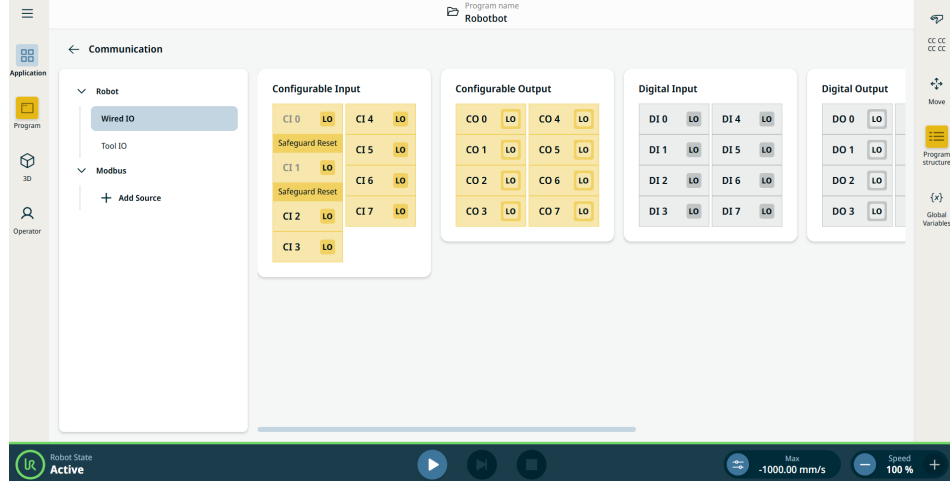 Program name
Robotbot
Application
Program
3D
Operator
Communication
Robot
Wired IO
Tool IO
Modbus
Add Source
Configurable Input
CI 0 LO CI 4 LO
Safeguard Reset
CI 5 LO
CI 1 LO
CI 6 LO
Safeguard Reset
CI 2 LO CI 7 LO
CI 3 LO
Configurable Output
CO 0 LO CO 4 LO
CO 1 LO CO 5 LO
CO 2 LO CO 6 LO
CO 3 LO CO 7 LO
Digital Input
DI 0 LO DI 4 LO
DI 1 LO DI 5 LO
DI 2 LO DI 6 LO
DI 3 LO DI 7 LO
Digital Output
DO 0 LO
DO 1 LO
DO 2 LO
DO 3 LO
CC CC
CC CC
Move
Program
structure
{x}
Global
Variables
UR
Robot State
Active
Max
-1000.00 mm/s
Speed
100 %